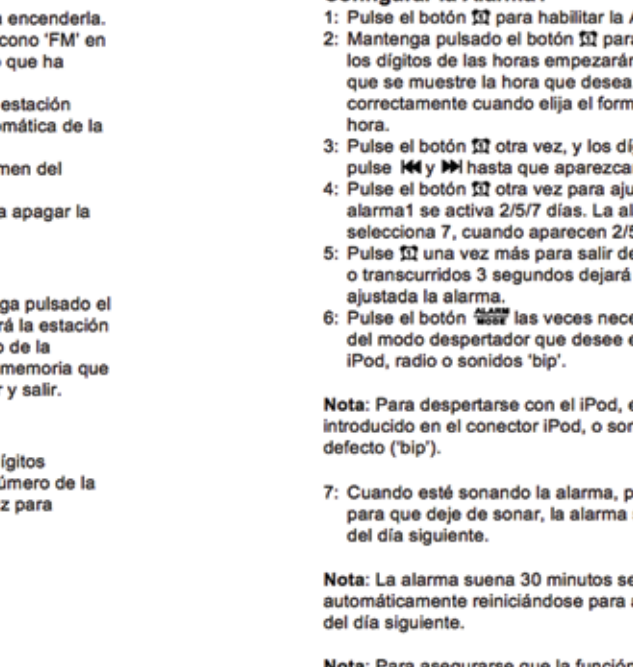 a encenderla.
cono 'FM' en
que ha
estación
mática de la
men del
a apagar la
ga pulsado el
rá la estación
o de la
memoria que
r y salir.
ígitos
úmero de la
z para
1: Pulse el botón para habilitar la A
2: Mantenga pulsado el botón para
los dígitos de las horas empezarán
que se muestre la hora que desea
correctamente cuando elija el form
hora.
3: Pulse el botón otra vez, y los díg
pulse y hasta que aparezcan
4: Pulse el botón otra vez para aju
alarma1 se activa 2/5/7 días. La al
selecciona 7, cuando aparecen 2/5
5: Pulse una vez más para salir de
o transcurridos 3 segundos dejará
ajustada la alarma.
6: Pulse el botón ALARM MODE las veces nece
del modo despertador que desee e
iPod, radio o sonidos 'bip'.
Nota: Para despertarse con el iPod, e
introducido en el conector iPod, o son
defecto ('bip').
7: Cuando esté sonando la alarma, p
para que deje de sonar, la alarma s
del día siguiente.
Nota: La alarma suena 30 minutos se
automáticamente reiniciándose para a
del día siguiente.
Nota: Para asegurarse que la función